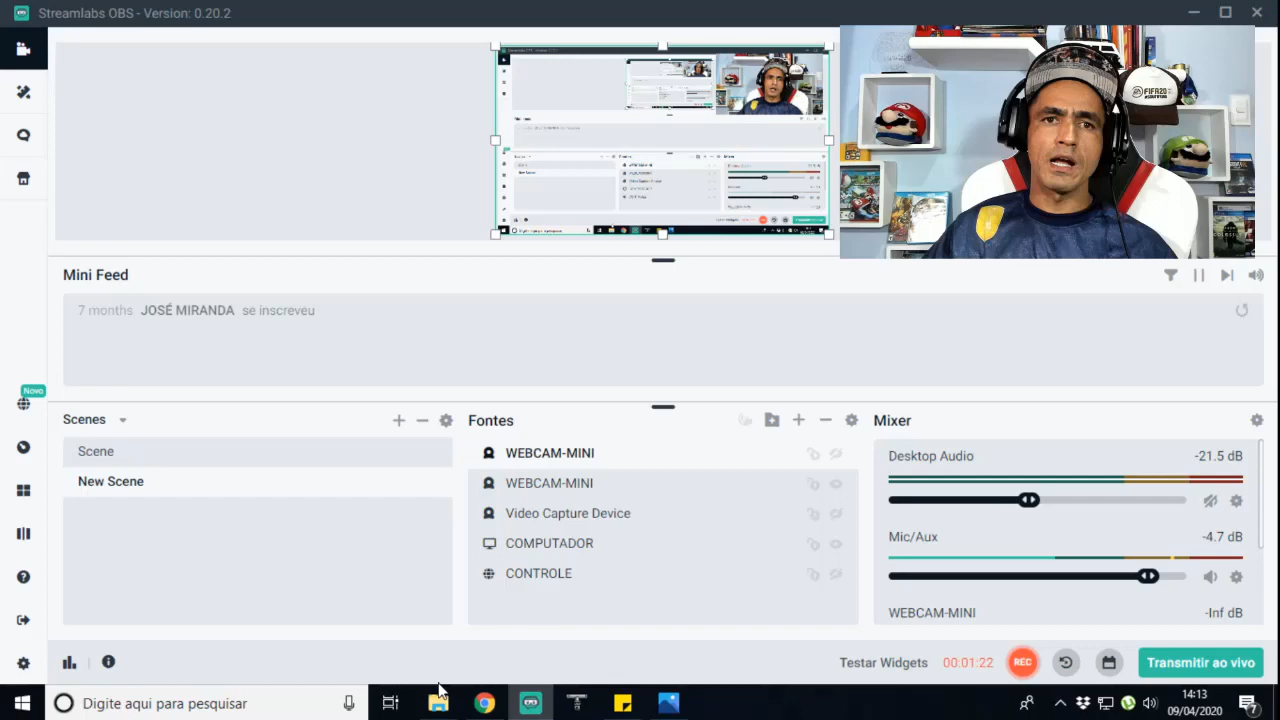 Streamlabs OBS - Version: 0.20.2
FIFA20
Mini Feed
7 months JOSÉ MIRANDA se inscreveu
Novo
Scenes
Scene
New Scene
Fontes
WEBCAM-MINI
WEBCAM-MINI
Video Capture Device
COMPUTADOR
CONTROLE
Mixer
Desktop Audio -21.5 dB
Mic/Aux -4.7 dB
WEBCAM-MINI -Inf dB
Testar Widgets 00:01:22 REC Transmitir ao vivo
Digite aqui para pesquisar
14:13
09/04/2020
7